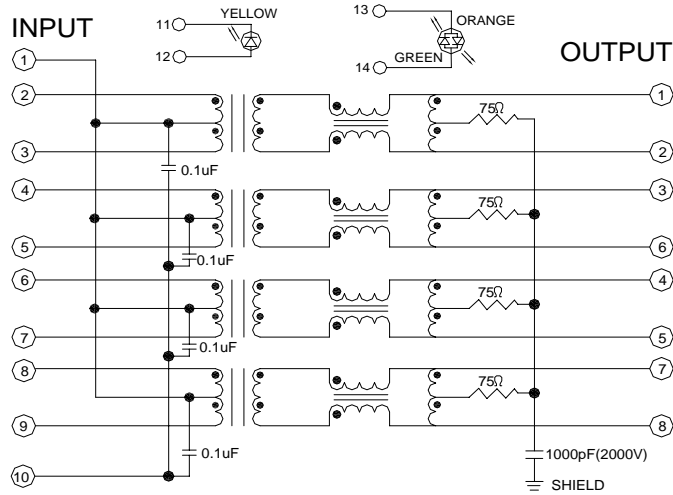 YELLOW
11
12
13
ORANGE
GREEN
14
INPUT
OUTPUT
1
2
1
75Ω
3
2
0.1uF
4
3
75Ω
5
6
0.1uF
6
4
75Ω
7
5
0.1uF
8
7
75Ω
9
8
0.1uF
10
1000pF(2000V)
SHIELD